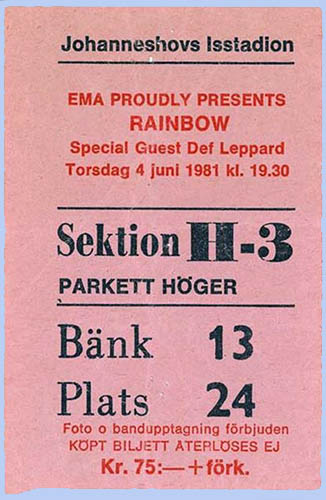 Johanneshovs Isstadion
EMA PROUDLY PRESENTS
RAINBOW
Special Guest Def Leppard
Torsdag 4 juni 1981 kl. 19.30
Sektion H-3
PARKETT HÖGER
Bänk 13
Plats 24
Foto o bandupptagning förbjuden
KÖPT BILJETT ÅTERLÖSES EJ
Kr. 75:—+förk.